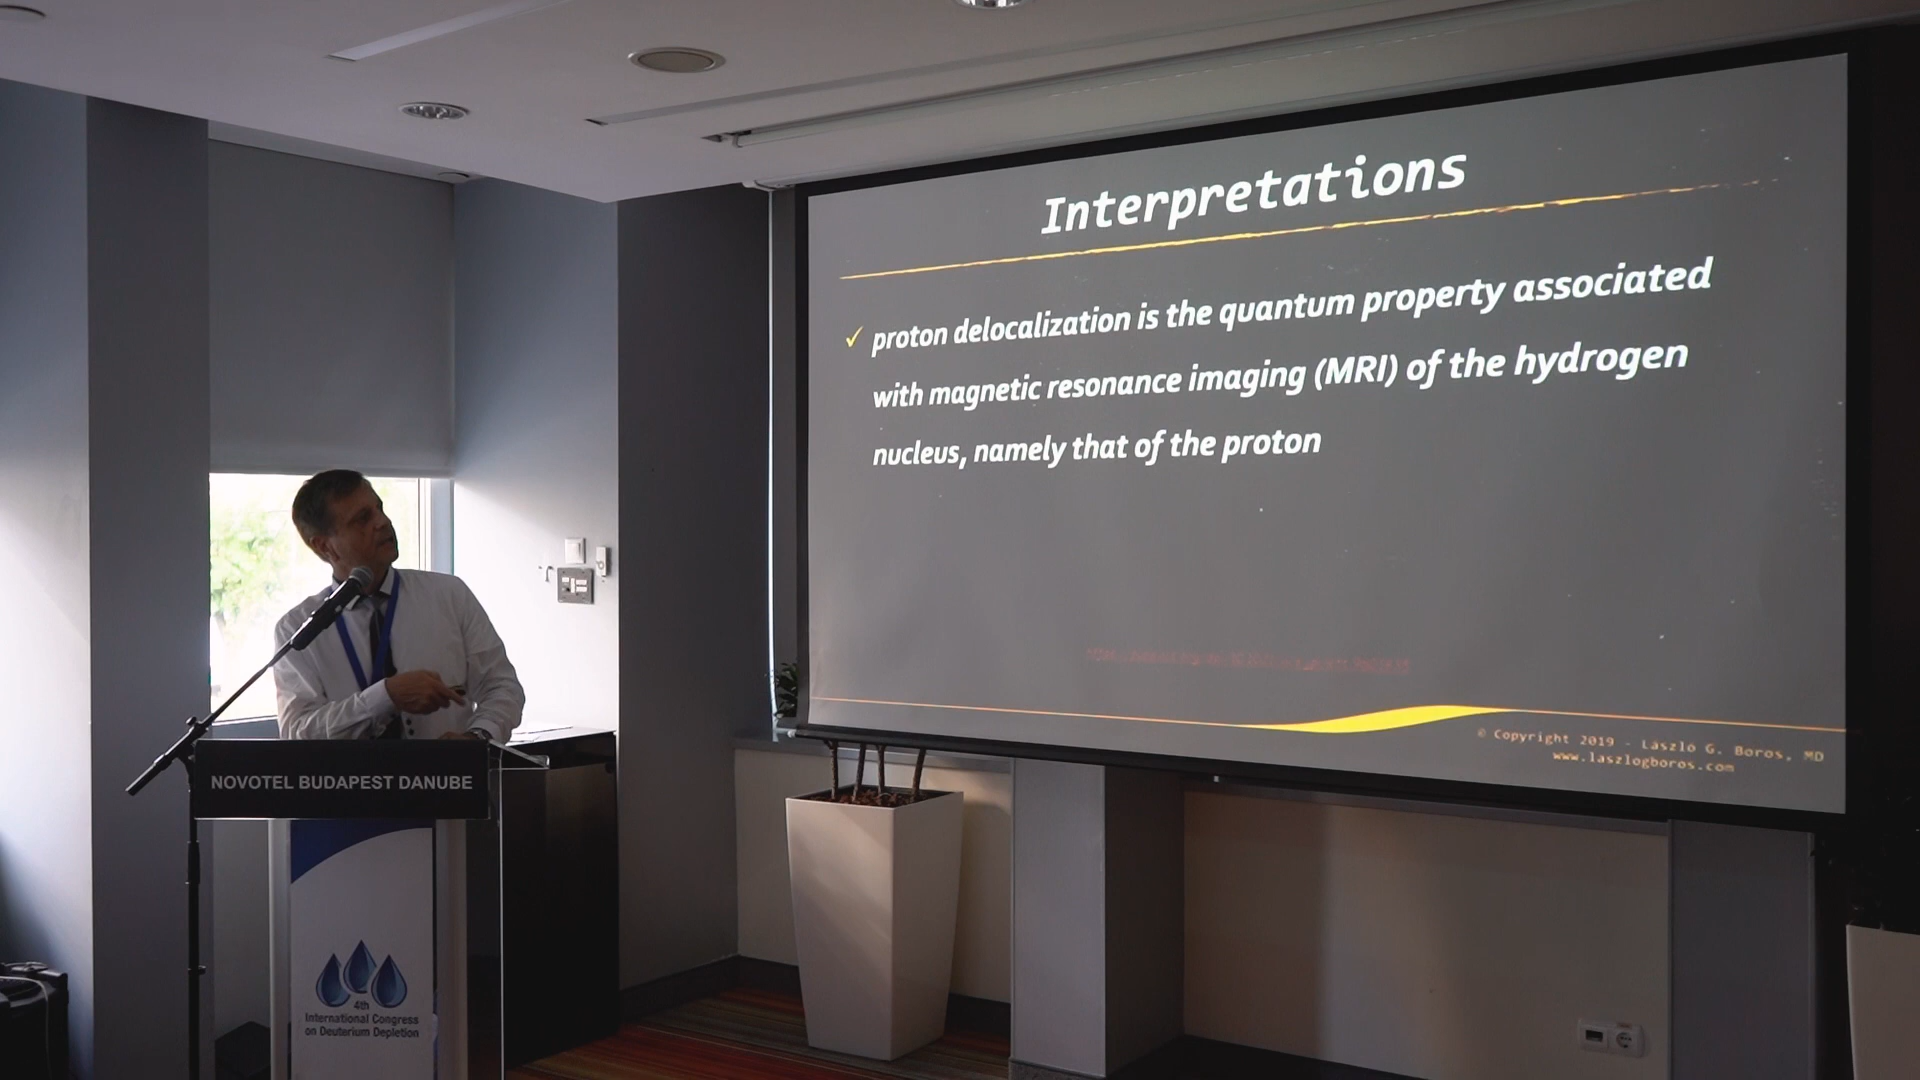 Interpretations
✓ proton delocalization is the quantum property associated
with magnetic resonance imaging (MRI) of the hydrogen
nucleus, namely that of the proton
© Copyright 2019 - László G. Boros, MD
www.laszlogboros.com
NOVOTEL BUDAPEST DANUBE
4th
International Congress
on Deuterium Depletion